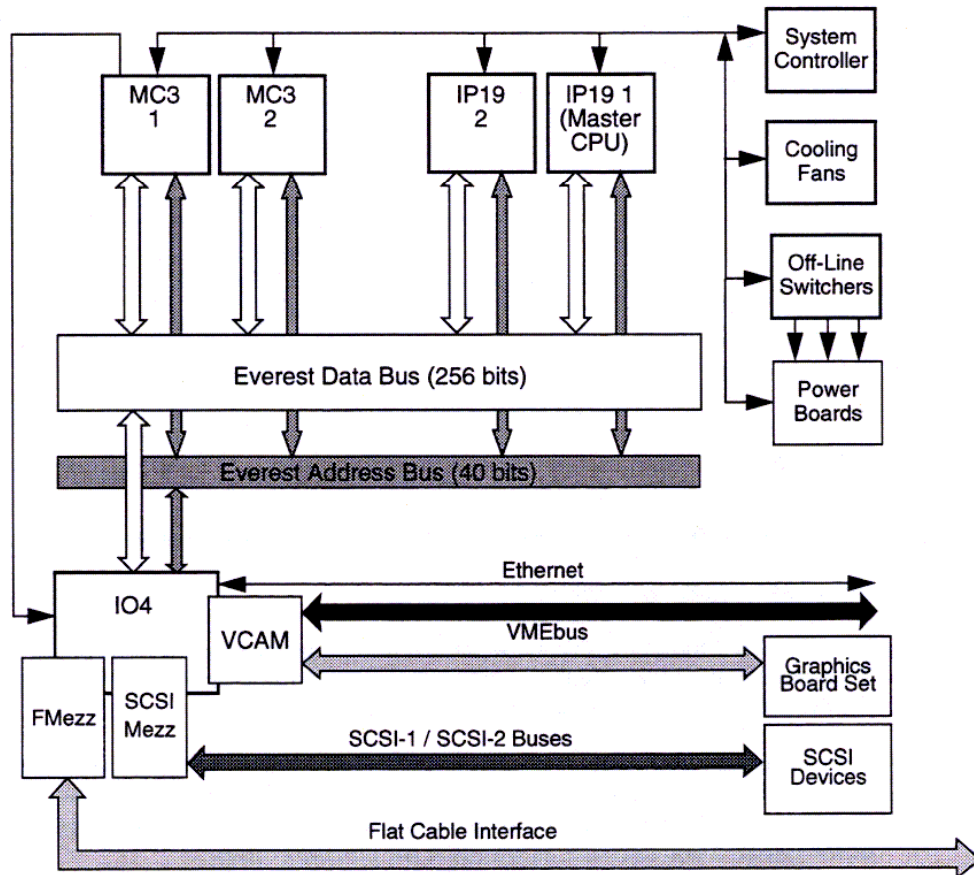 System
Controller
MC3
1
MC3
2
IP19
2
IP19 1
(Master
CPU)
Cooling
Fans
Off-Line
Switchers
Everest Data Bus (256 bits)
Power
Boards
Everest Address Bus (40 bits)
Ethernet
IO4
VCAM
VMEbus
Graphics
Board Set
FMezz
SCSI
Mezz
SCSI-1 / SCSI-2 Buses
SCSI
Devices
Flat Cable Interface